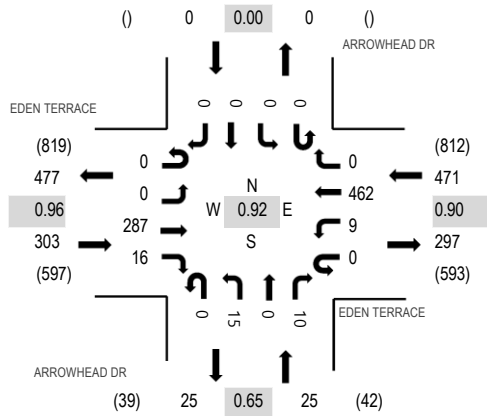 () 0 0.00 0 ()
ARROWHEAD DR
EDEN TERRACE
0 0 0 0
(819) (812)
477 0 0 471
0 N 462
0.96 W 0.92 E 0.90
287 9
303 S 297
16 0
(597) (593)
0 15 0 10
EDEN TERRACE
ARROWHEAD DR
(39) 25 0.65 25 (42)